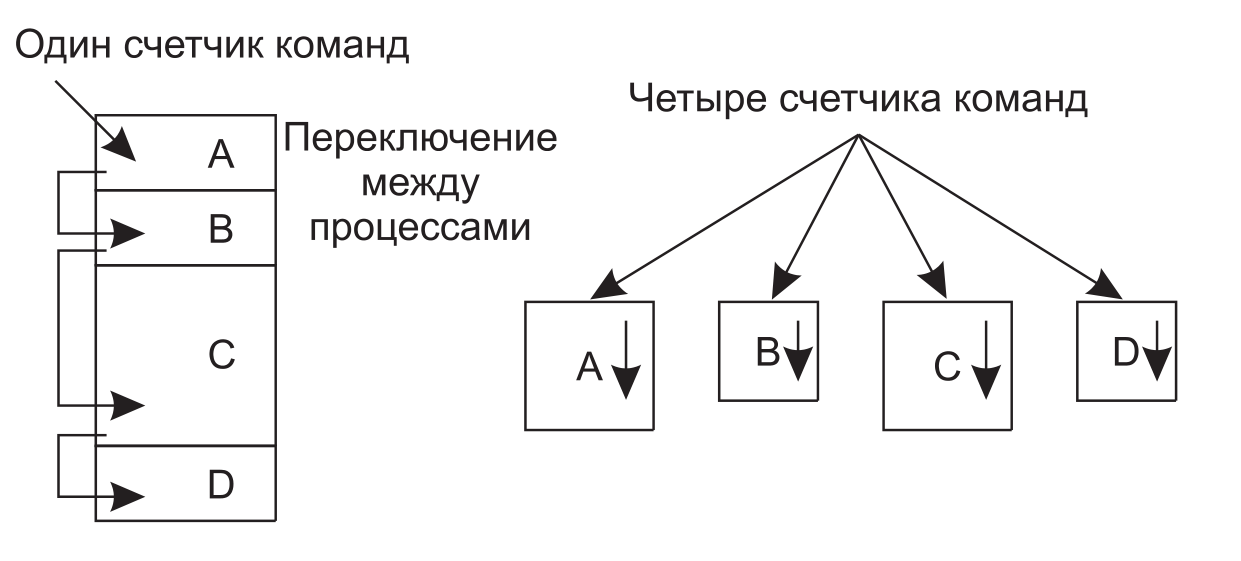 Один счетчик команд
A
Переключение
между
процессами
B
C
D
Четыре счетчика команд
A
B
C
D